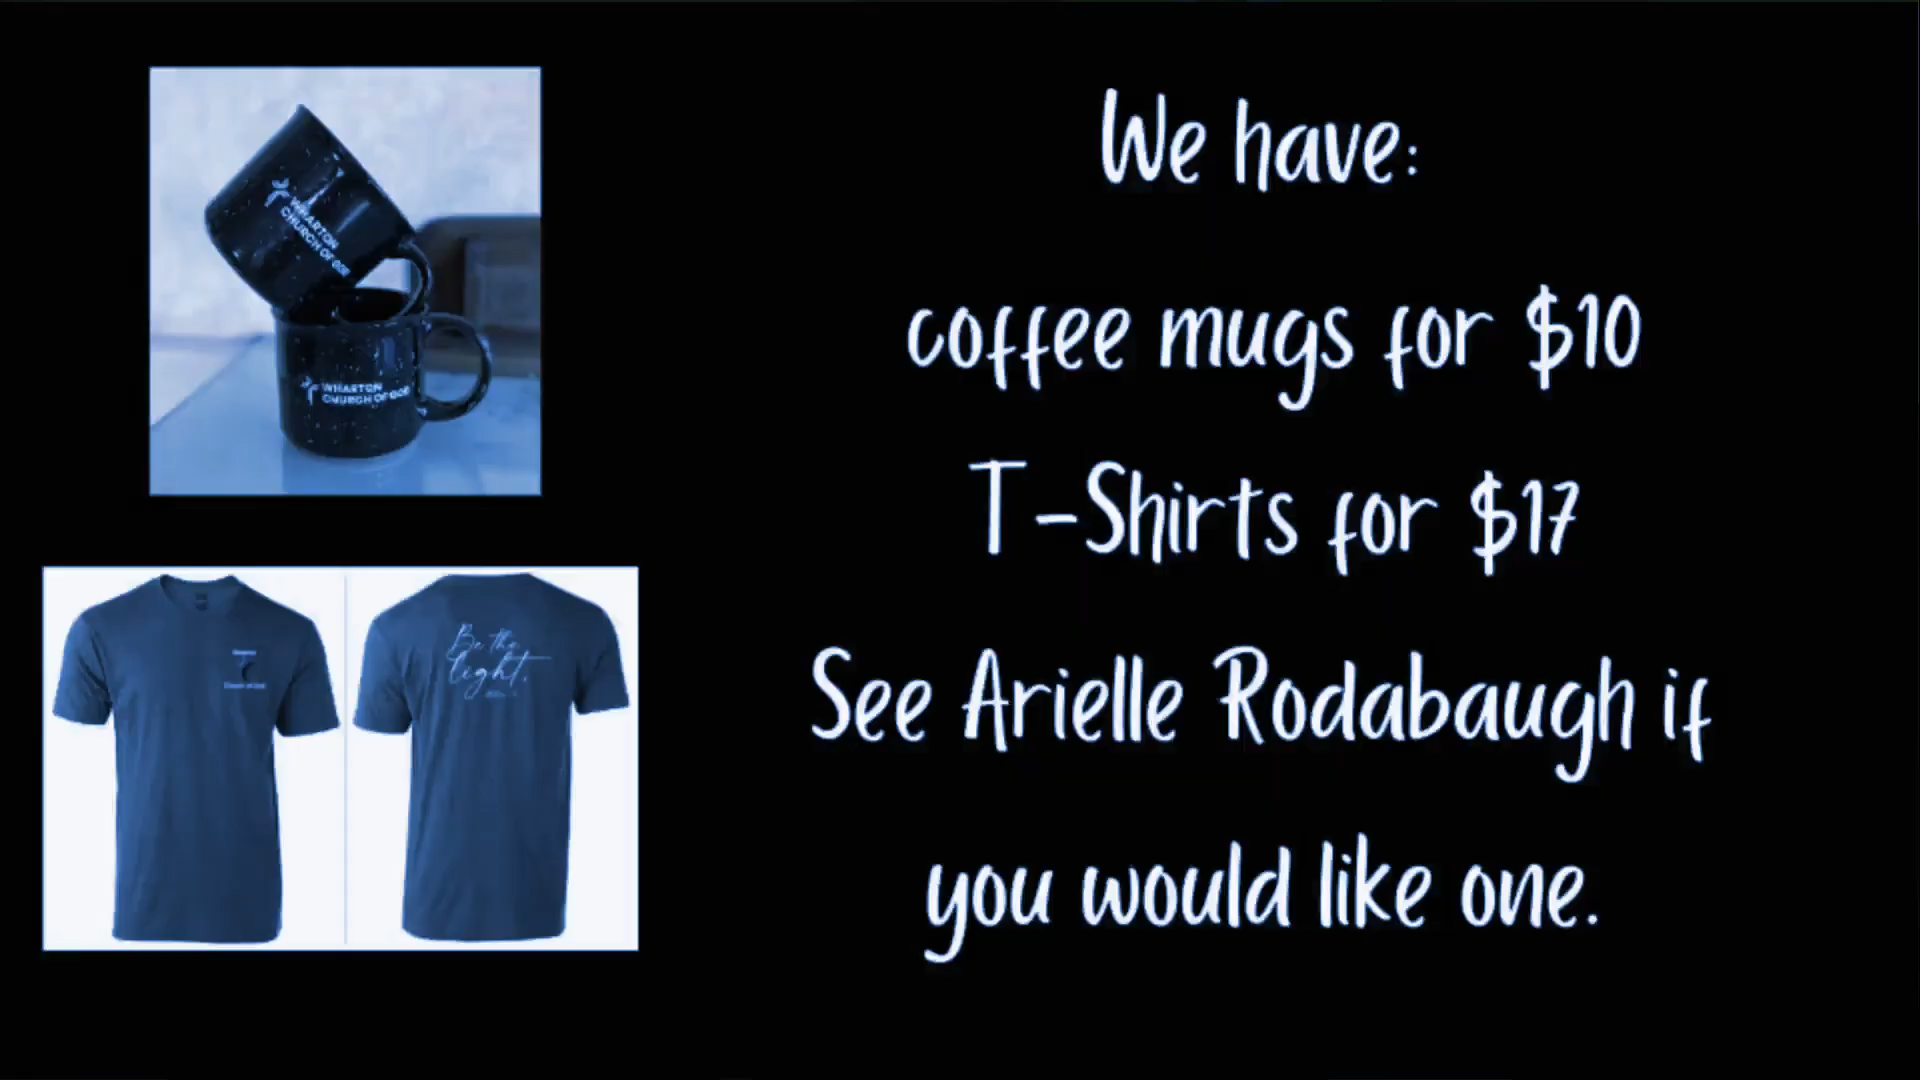 We have:
coffee mugs for $10
T-Shirts for $17
See Arielle Rodabaugh if
you would like one.
WHARTON
CHURCH OF GOD
WHARTON
CHURCH OF GOD
Be the
light.